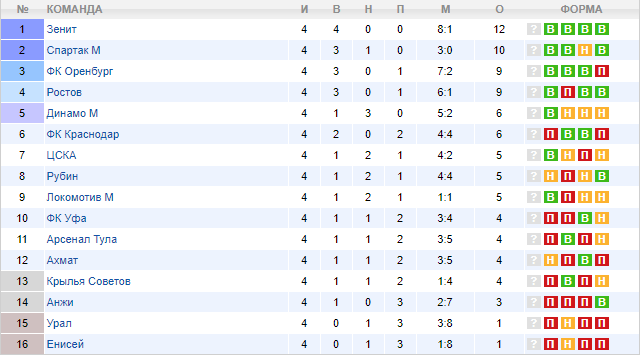 № КОМАНДА И В Н П М О ФОРМА
1 Зенит 4 4 0 0 8:1 12 ? В В В В
2 Спартак М 4 3 1 0 3:0 10 ? В В Н В
3 ФК Оренбург 4 3 0 1 7:2 9 ? В В В П
4 Ростов 4 3 0 1 6:1 9 ? В П В В
5 Динамо М 4 1 3 0 5:2 6 ? В Н Н Н
6 ФК Краснодар 4 2 0 2 4:4 6 ? П В В П
7 ЦСКА 4 1 2 1 4:2 5 ? В Н П Н
8 Рубин 4 1 2 1 4:4 5 ? Н П Н В
9 Локомотив М 4 1 2 1 1:1 5 ? В П Н Н
10 ФК Уфа 4 1 1 2 3:4 4 ? П П В Н
11 Арсенал Тула 4 1 1 2 3:5 4 ? П В П Н
12 Ахмат 4 1 1 2 3:5 4 ? Н П В П
13 Крылья Советов 4 1 1 2 1:4 4 ? П В П Н
14 Анжи 4 1 0 3 2:7 3 ? П П П В
15 Урал 4 0 1 3 3:8 1 ? П Н П П
16 Енисей 4 0 1 3 1:8 1 ? П Н П П